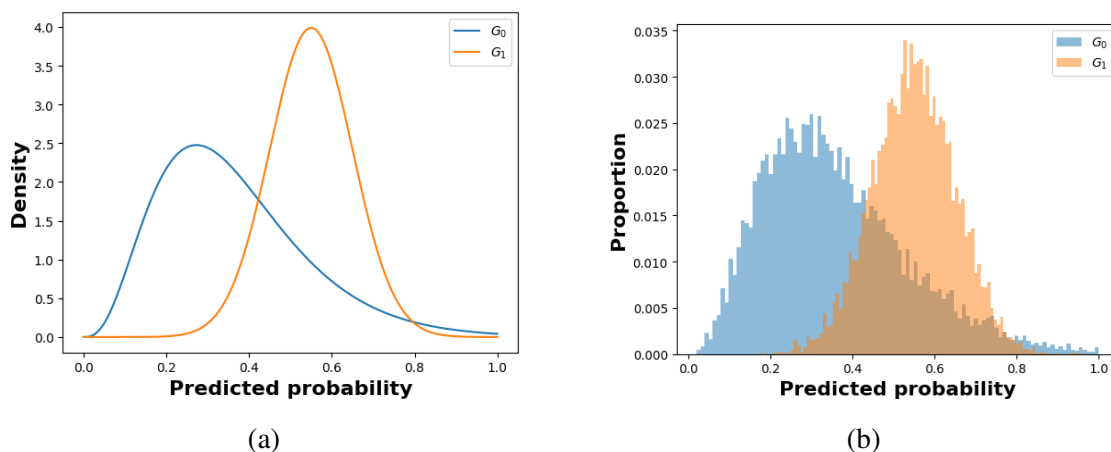 4.0
3.5
3.0
2.5
2.0
1.5
1.0
0.5
0.0
Density
G₀
G₁
0.0 0.2 0.4 0.6 0.8 1.0
Predicted probability
(a)
0.035
0.030
0.025
0.020
0.015
0.010
0.005
0.000
Proportion
G₀
G₁
0.0 0.2 0.4 0.6 0.8 1.0
Predicted probability
(b)